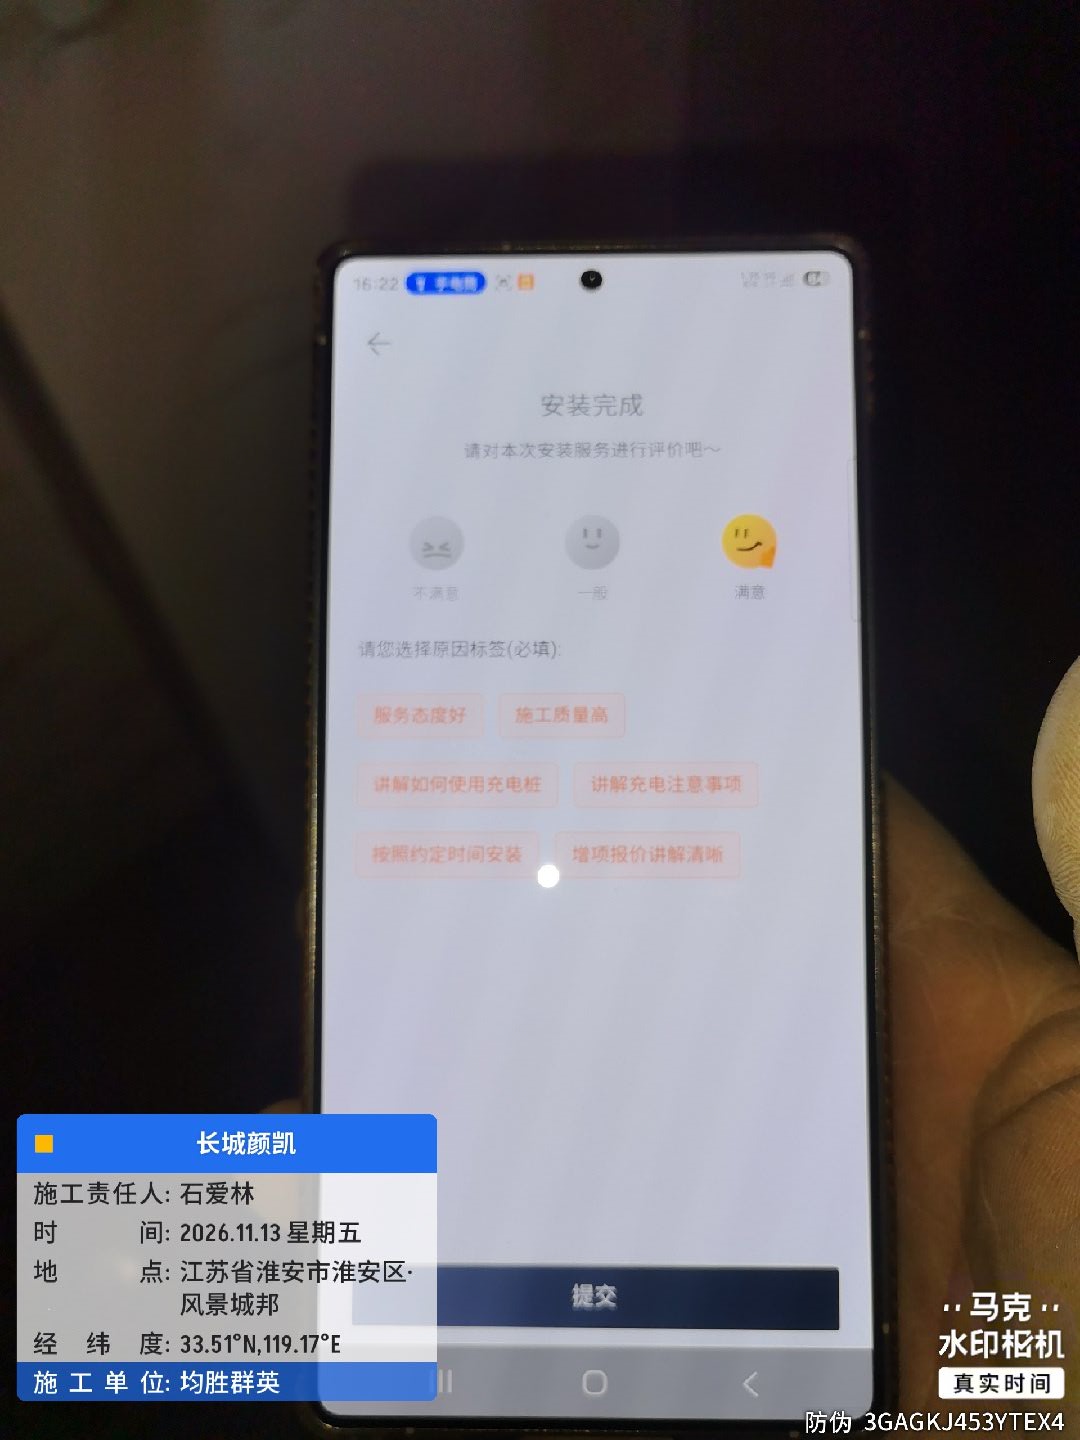 16:22
安装完成
请对本次安装服务进行评价吧～
不满意 一般 满意
请您选择原因标签(必填):
服务态度好 施工质量高
讲解如何使用充电桩 讲解充电注意事项
按照约定时间安装 增项报价讲解清晰
提交
长城颜凯
施工责任人: 石爱林
时间: 2026.11.13 星期五
地点: 江苏省淮安市淮安区·
风景城邦
经纬度: 33.51°N,119.17°E
施工单位: 均胜群英
马克
水印相机
真实时间
防伪 3GAGKJ453YTEX4